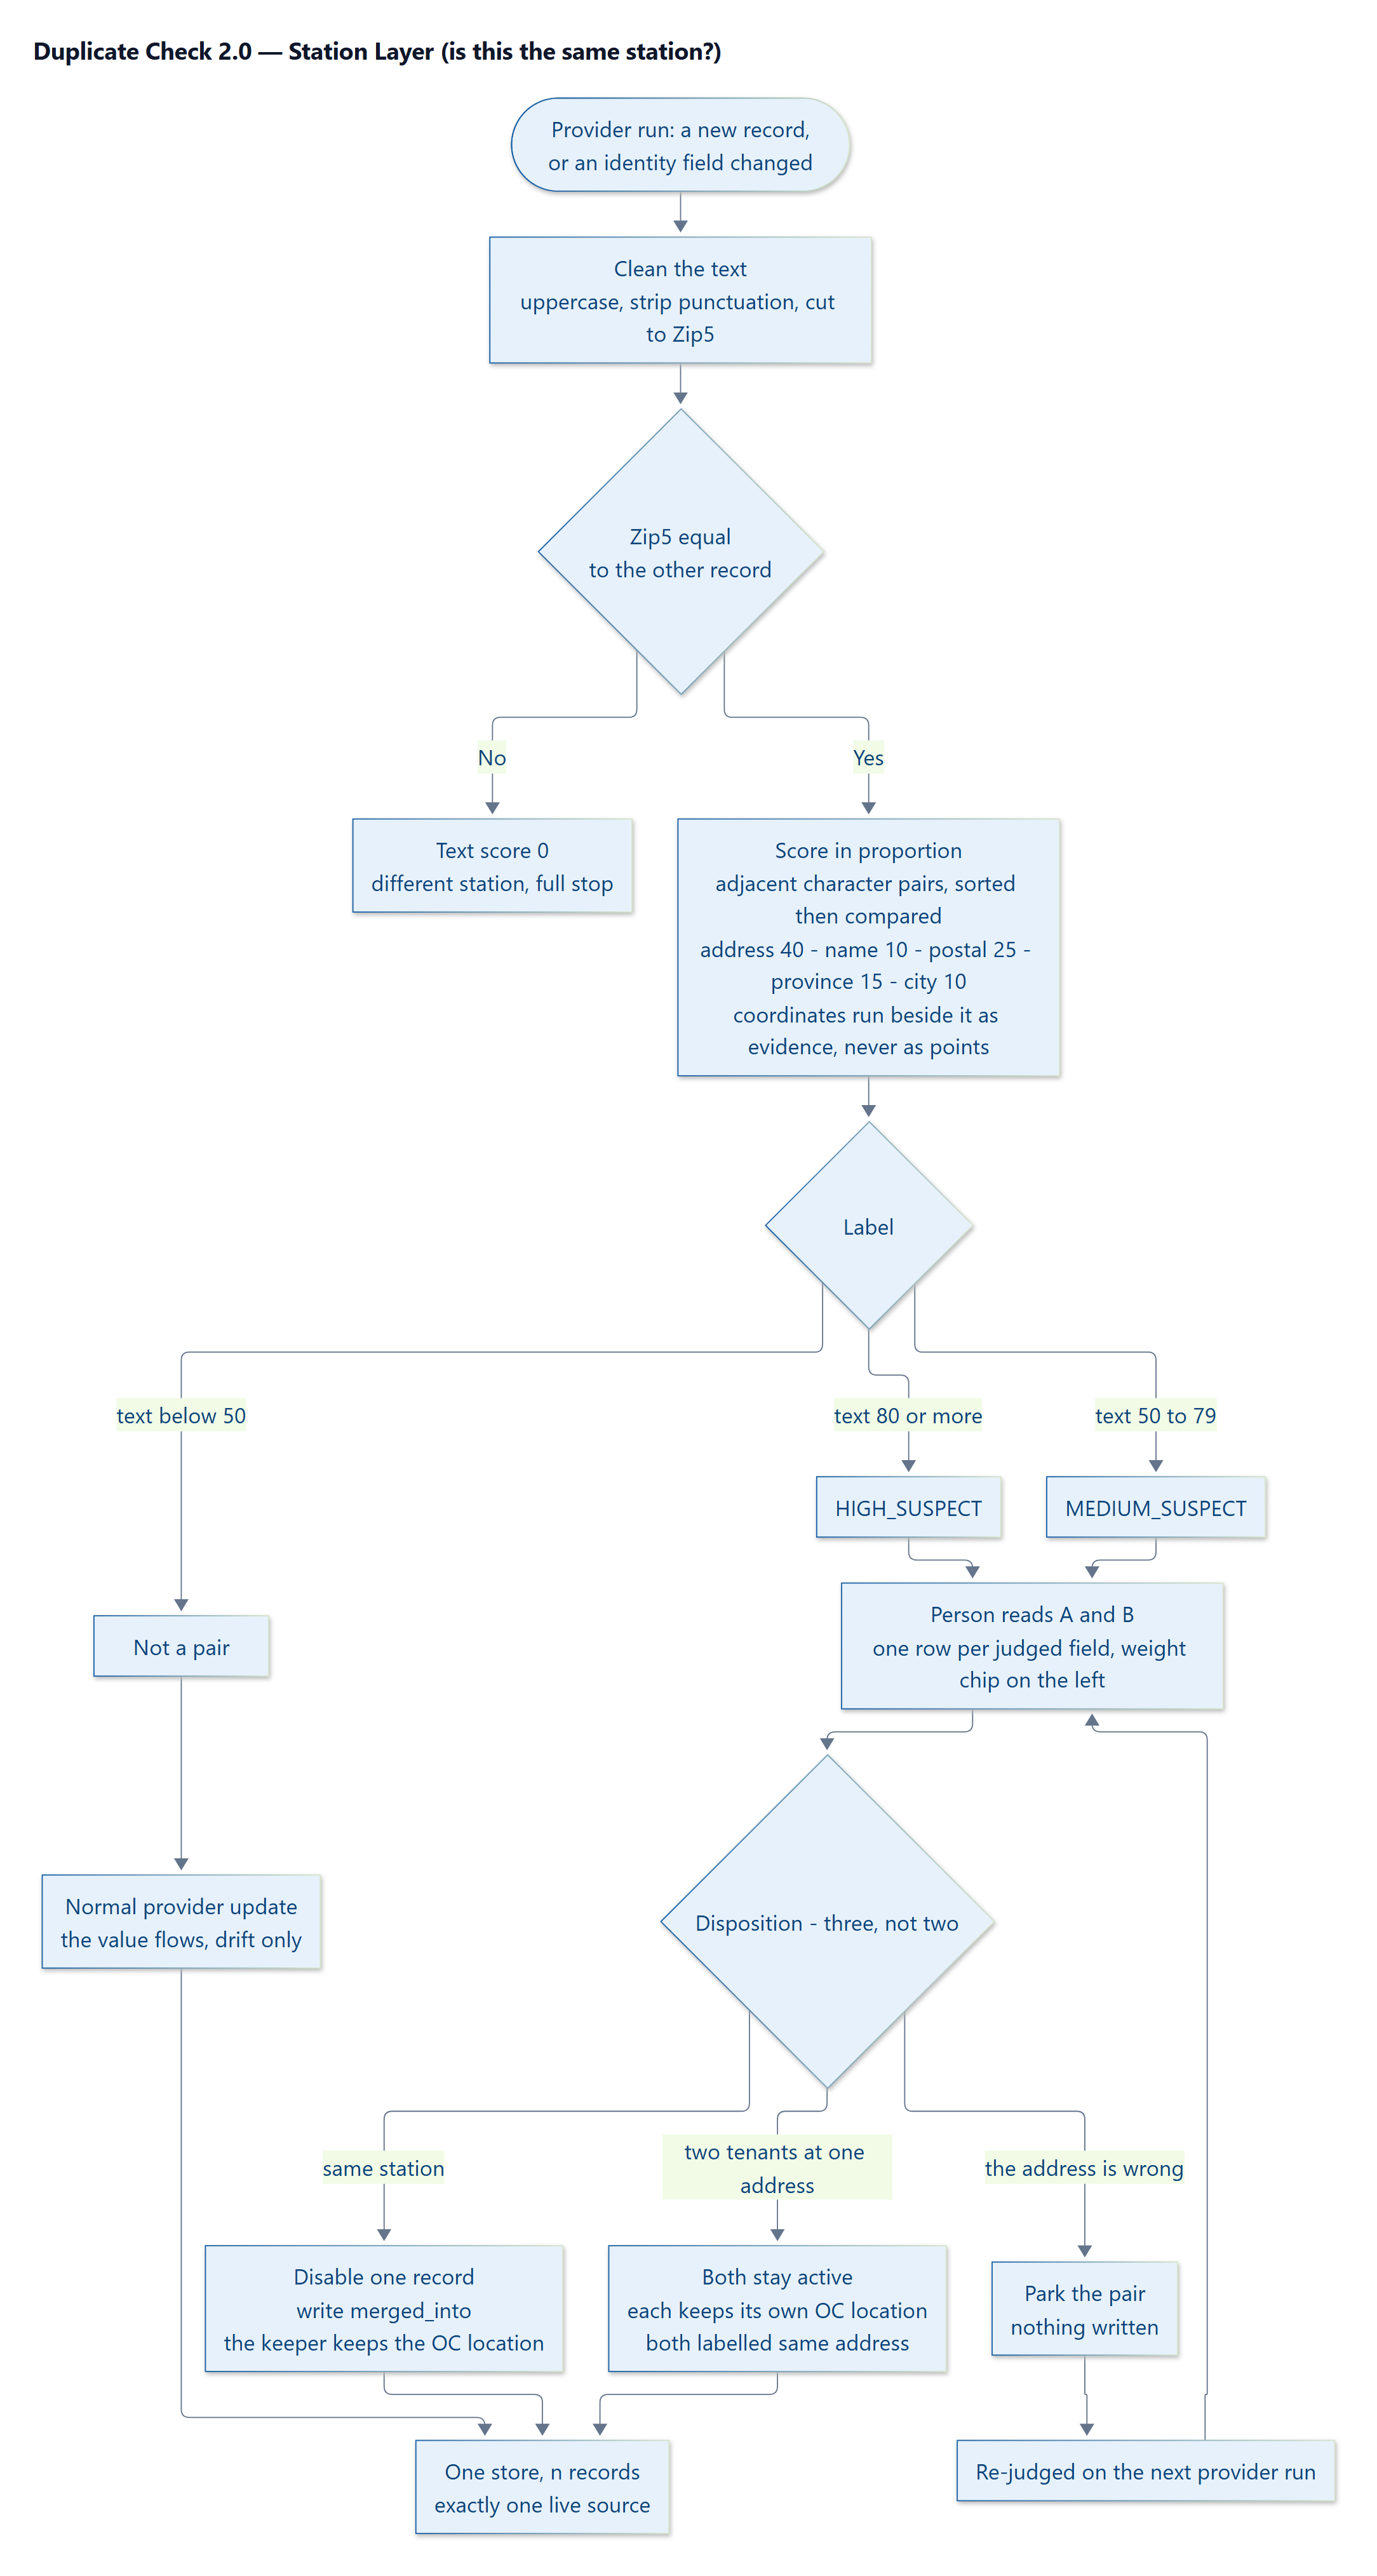 Duplicate Check 2.0 — Station Layer (is this the same station?)
Provider run: a new record,
or an identity field changed
Clean the text
uppercase, strip punctuation, cut
to Zip5
Zip5 equal
to the other record
No
Yes
Text score 0
different station, full stop
Score in proportion
adjacent character pairs, sorted
then compared
address 40 - name 10 - postal 25 -
province 15 - city 10
coordinates run beside it as
evidence, never as points
Label
text below 50
text 80 or more
text 50 to 79
HIGH_SUSPECT
MEDIUM_SUSPECT
Person reads A and B
one row per judged field, weight
chip on the left
Not a pair
Normal provider update
the value flows, drift only
Disposition - three, not two
same station
two tenants at one
address
the address is wrong
Disable one record
write merged_into
the keeper keeps the OC location
Both stay active
each keeps its own OC location
both labelled same address
Park the pair
nothing written
One store, n records
exactly one live source
Re-judged on the next provider run